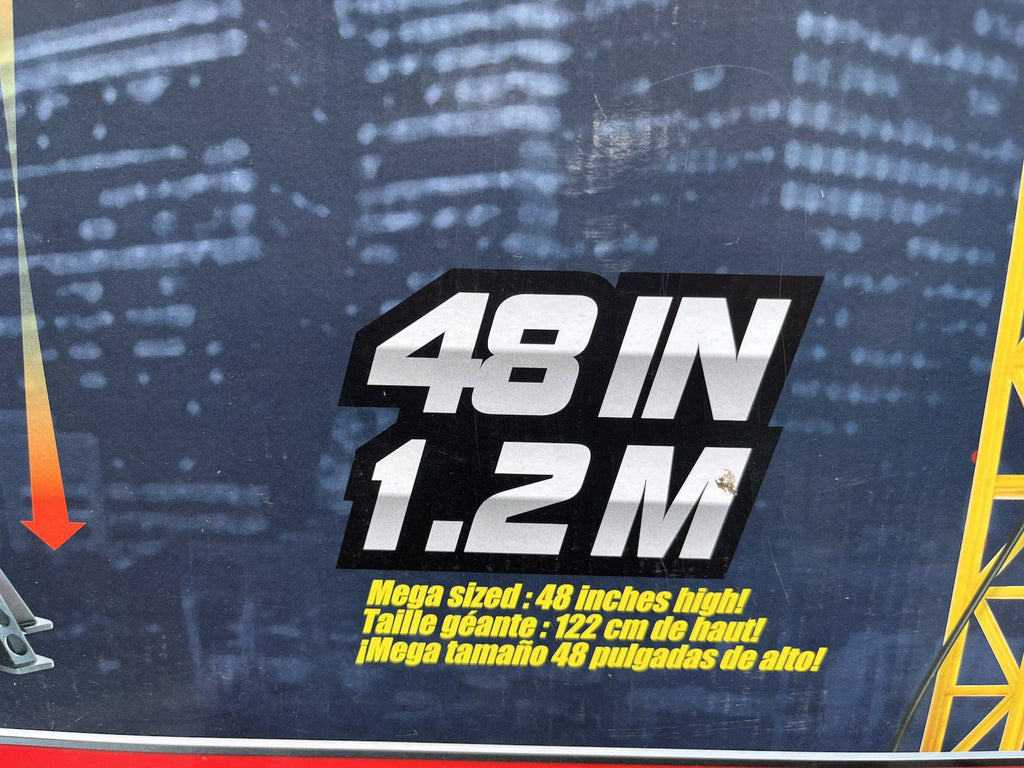 48 IN
1.2 M
Mega sized : 48 inches high!
Taille géante : 122 cm de haut!
¡Mega tamaño 48 pulgadas de alto!